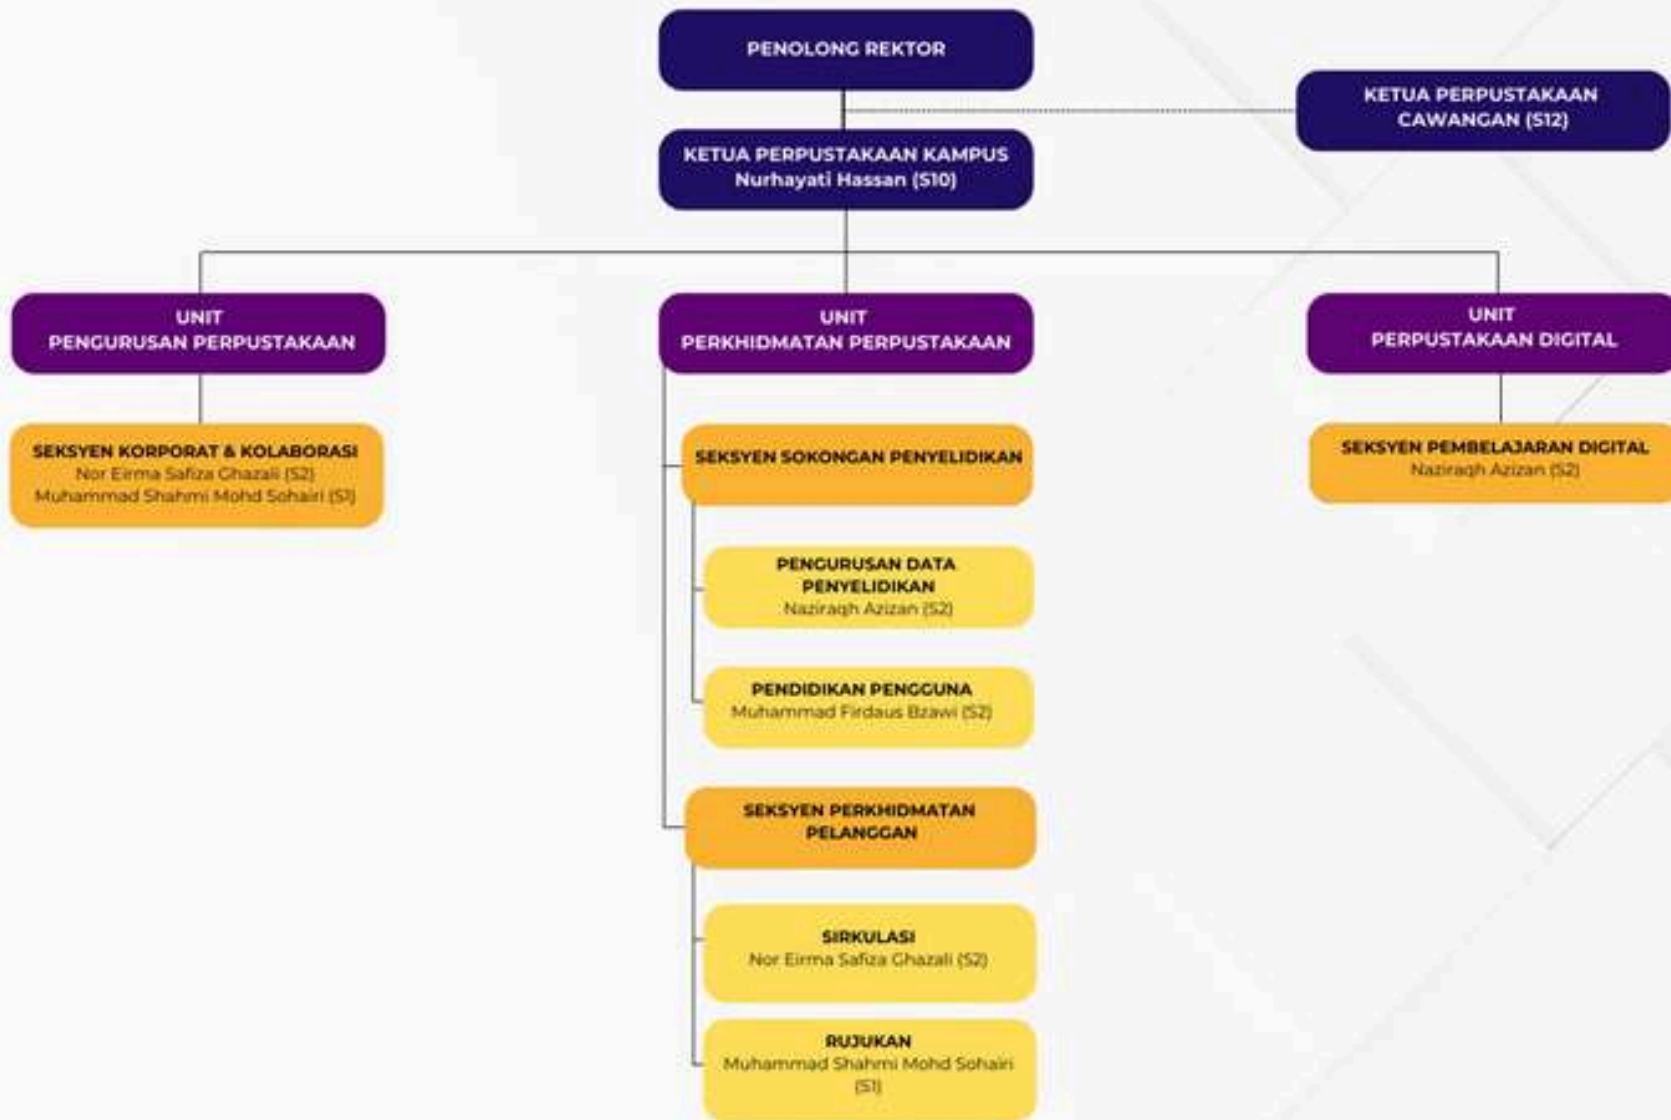 PENOLONG REKTOR
KETUA PERPUSTAKAAN
CAWANGAN (S12)
KETUA PERPUSTAKAAN KAMPUS
Nurhayati Hassan (S10)
UNIT
PENGURUSAN PERPUSTAKAAN
UNIT
PERKHIDMATAN PERPUSTAKAAN
UNIT
PERPUSTAKAAN DIGITAL
SEKSYEN KORPORAT & KOLABORASI
Nor Eirma Safiza Ghazali (S2)
Muhammad Shahmi Mohd Sohairi (S1)
SEKSYEN SOKONGAN PENYELIDIKAN
SEKSYEN PEMBELAJARAN DIGITAL
Naziraqh Azizan (S2)
PENGURUSAN DATA
PENYELIDIKAN
Naziraqh Azizan (S2)
PENDIDIKAN PENGGUNA
Muhammad Firdaus Bzawi (S2)
SEKSYEN PERKHIDMATAN
PELANGGAN
SIRKULASI
Nor Eirma Safiza Ghazali (S2)
RUJUKAN
Muhammad Shahmi Mohd Sohairi
(S1)